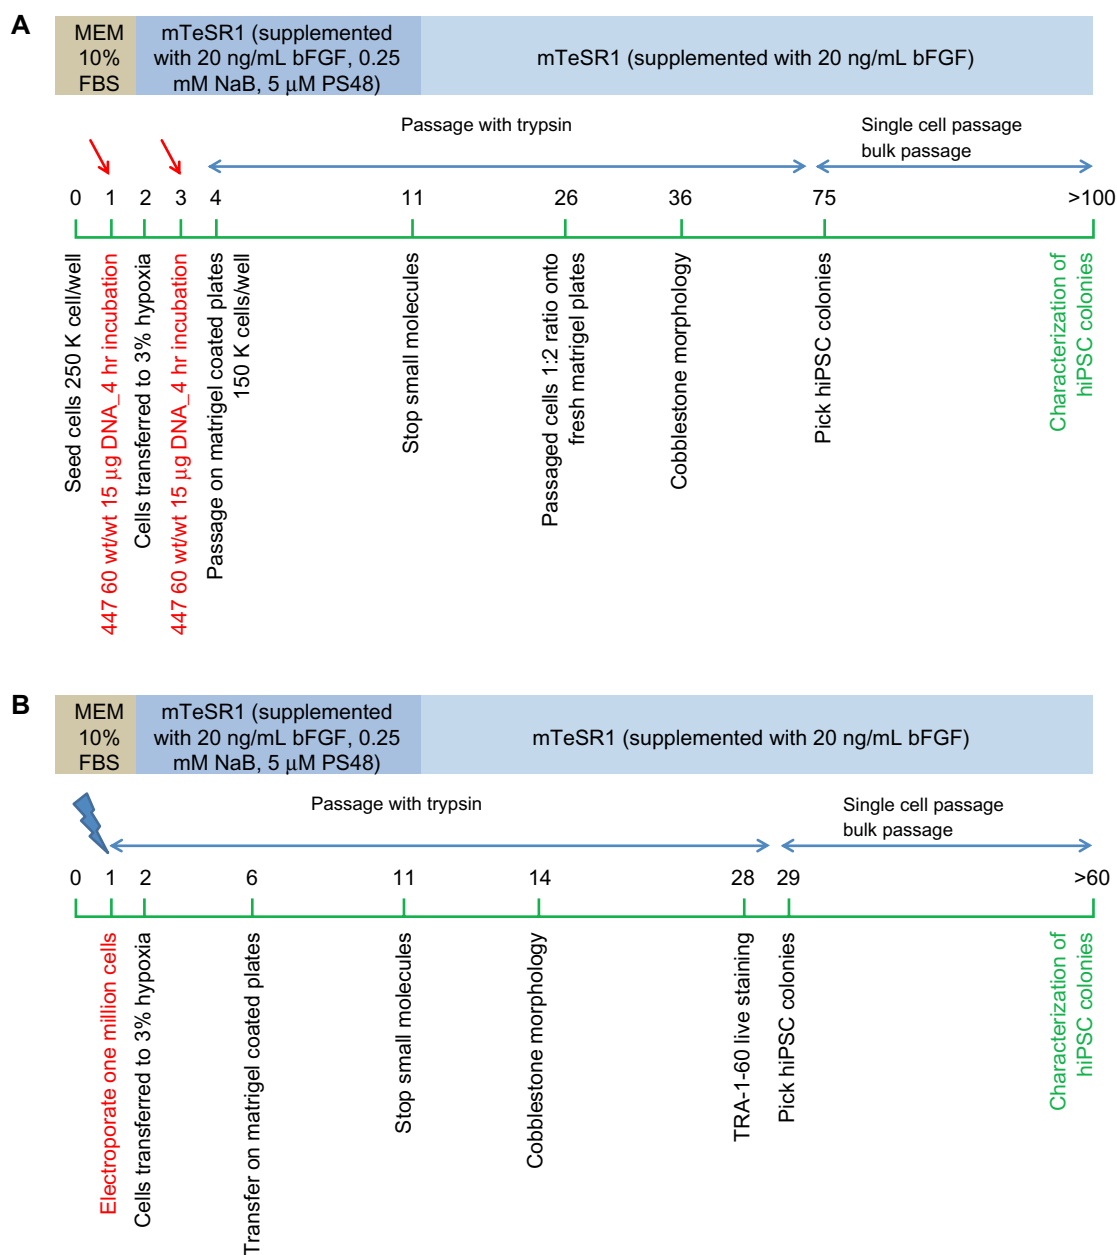 A
MEM
10%
FBS
mTeSR1 (supplemented
with 20 ng/mL bFGF, 0.25
mM NaB, 5 μM PS48)
mTeSR1 (supplemented with 20 ng/mL bFGF)
Passage with trypsin
Single cell passage
bulk passage
0 1 2 3 4 11 26 36 75 >100
Seed cells 250 K cell/well
447 60 wt/wt 15 μg DNA_4 hr incubation
Cells transferred to 3% hypoxia
447 60 wt/wt 15 μg DNA_4 hr incubation
Passage on matrigel coated plates
150 K cells/well
Stop small molecules
Passaged cells 1:2 ratio onto
fresh matrigel plates
Cobblestone morphology
Pick hiPSC colonies
Characterization of
hiPSC colonies
B
MEM
10%
FBS
mTeSR1 (supplemented
with 20 ng/mL bFGF, 0.25
mM NaB, 5 μM PS48)
mTeSR1 (supplemented with 20 ng/mL bFGF)
Passage with trypsin
Single cell passage
bulk passage
0 1 2 6 11 14 28 29 >60
Electroporate one million cells
Cells transferred to 3% hypoxia
Transfer on matrigel coated plates
Stop small molecules
Cobblestone morphology
TRA-1-60 live staining
Pick hiPSC colonies
Characterization of
hiPSC colonies